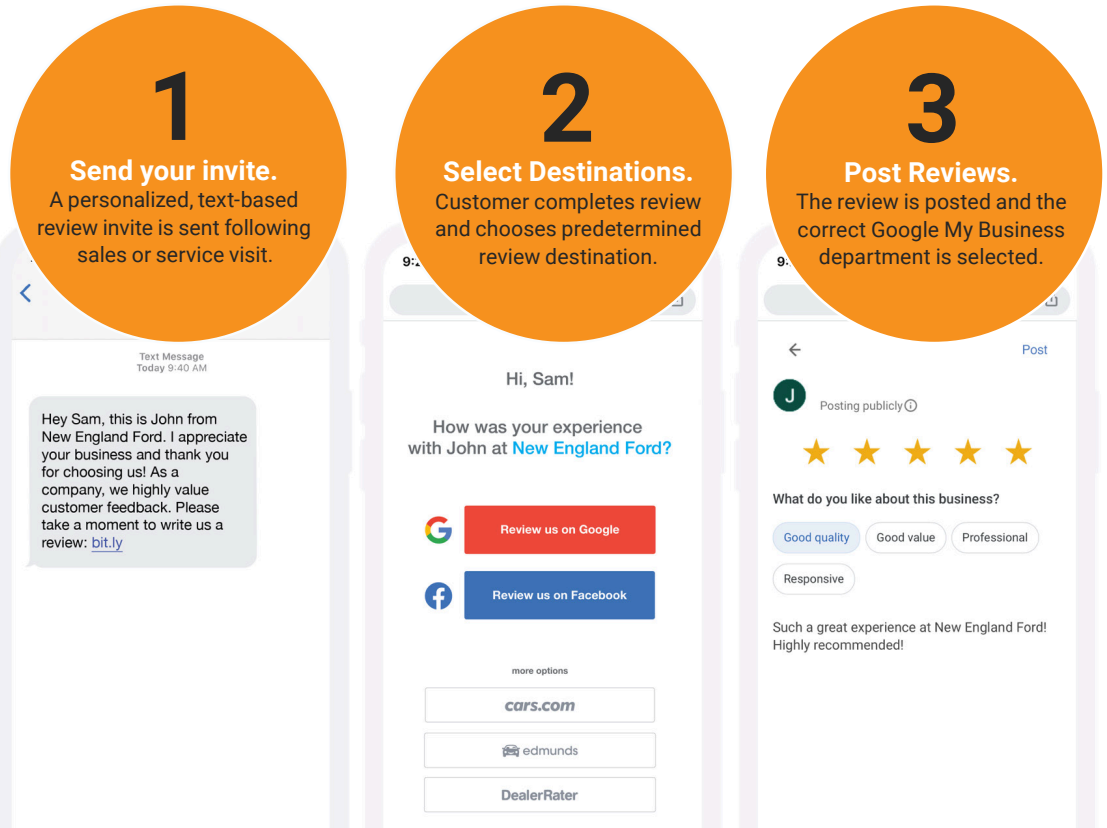 1
Send your invite.
A personalized, text-based
review invite is sent following
sales or service visit.
Text Message
Today 9:40 AM
Hey Sam, this is John from
New England Ford. I appreciate
your business and thank you
for choosing us! As a
company, we highly value
customer feedback. Please
take a moment to write us a
review: bit.ly
2
Select Destinations.
Customer completes review
and chooses predetermined
review destination.
Hi, Sam!
How was your experience
with John at New England Ford?
G
Review us on Google
f
Review us on Facebook
more options
cars.com
edmunds
DealerRater
3
Post Reviews.
The review is posted and the
correct Google My Business
department is selected.
Post
J
Posting publicly
What do you like about this business?
Good quality
Good value
Professional
Responsive
Such a great experience at New England Ford!
Highly recommended!